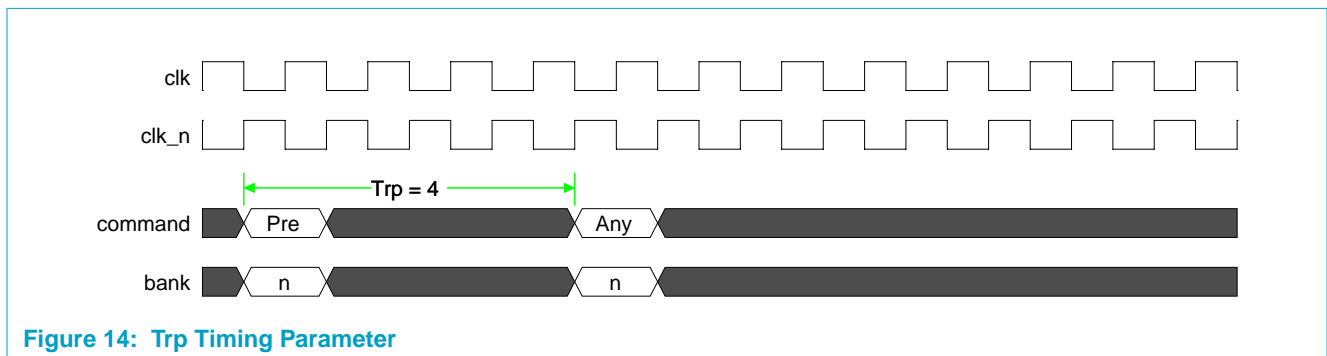 clk
clk_n
Trp = 4
command Pre Any
bank n n
Figure 14: Trp Timing Parameter